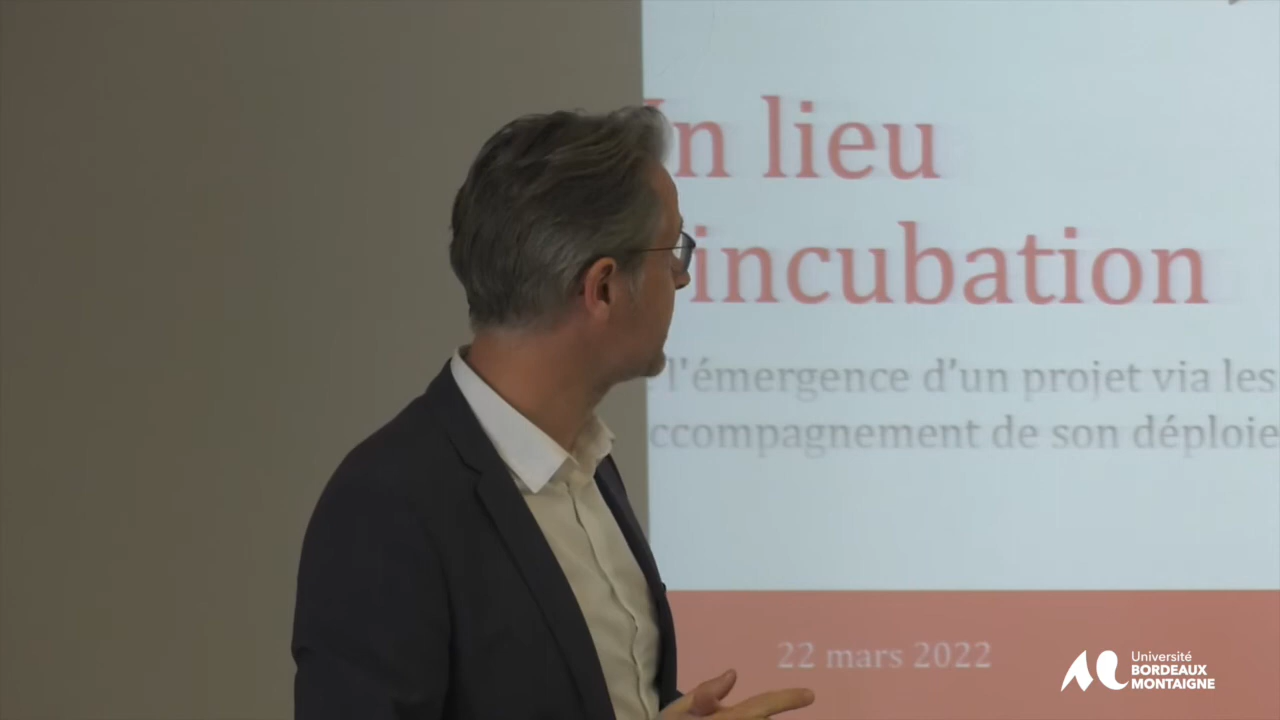 n lieu
incubation
l'émergence d'un projet via les
ccompagnement de son déploie
22 mars 2022
Université
BORDEAUX
MONTAIGNE